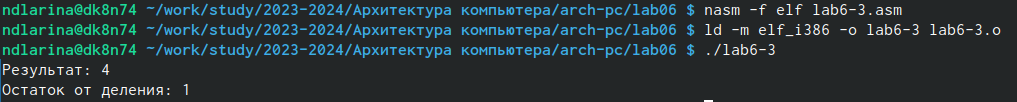 ndlarina@dk8n74 ~/work/study/2023-2024/Архитектура компьютера/arch-pc/lab06 $ nasm -f elf lab6-3.asm
ndlarina@dk8n74 ~/work/study/2023-2024/Архитектура компьютера/arch-pc/lab06 $ ld -m elf_i386 -o lab6-3 lab6-3.o
ndlarina@dk8n74 ~/work/study/2023-2024/Архитектура компьютера/arch-pc/lab06 $ ./lab6-3
Результат: 4
Остаток от деления: 1